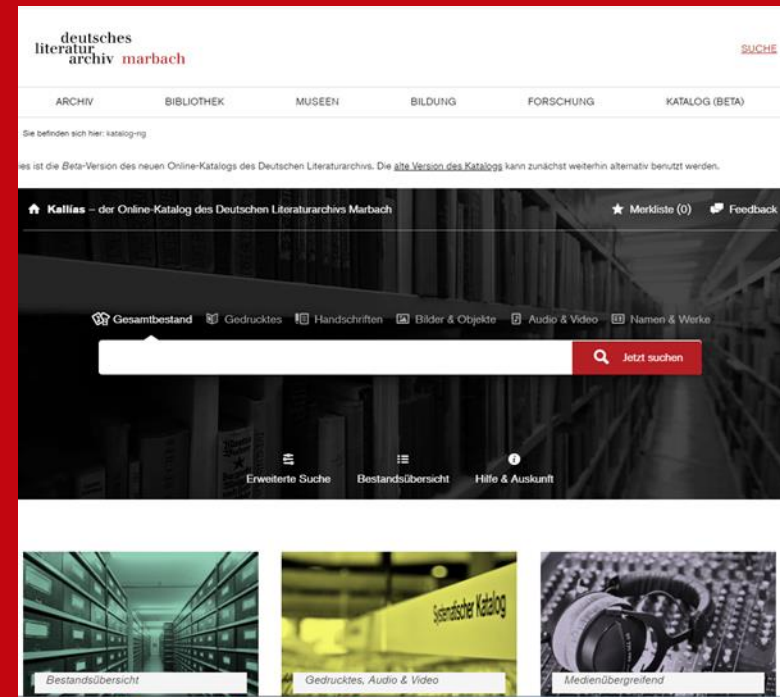 deutsches
literatur
archiv marbach
SUCHE
ARCHIV BIBLIOTHEK MUSEEN BILDUNG FORSCHUNG KATALOG (BETA)
Sie befinden sich hier: katalog-ng
es ist die Beta-Version des neuen Online-Katalogs des Deutschen Literaturarchivs. Die alte Version des Katalogs kann zunächst weiterhin alternativ benutzt werden.
Kallías – der Online-Katalog des Deutschen Literaturarchivs Marbach Merkliste (0) Feedback
Gesamtbestand Gedrucktes Handschriften Bilder & Objekte Audio & Video Namen & Werke
Jetzt suchen
Erweiterte Suche Bestandsübersicht Hilfe & Auskunft
Systematischer Katalog
Bestandsübersicht Gedrucktes, Audio & Video Medienübergreifend